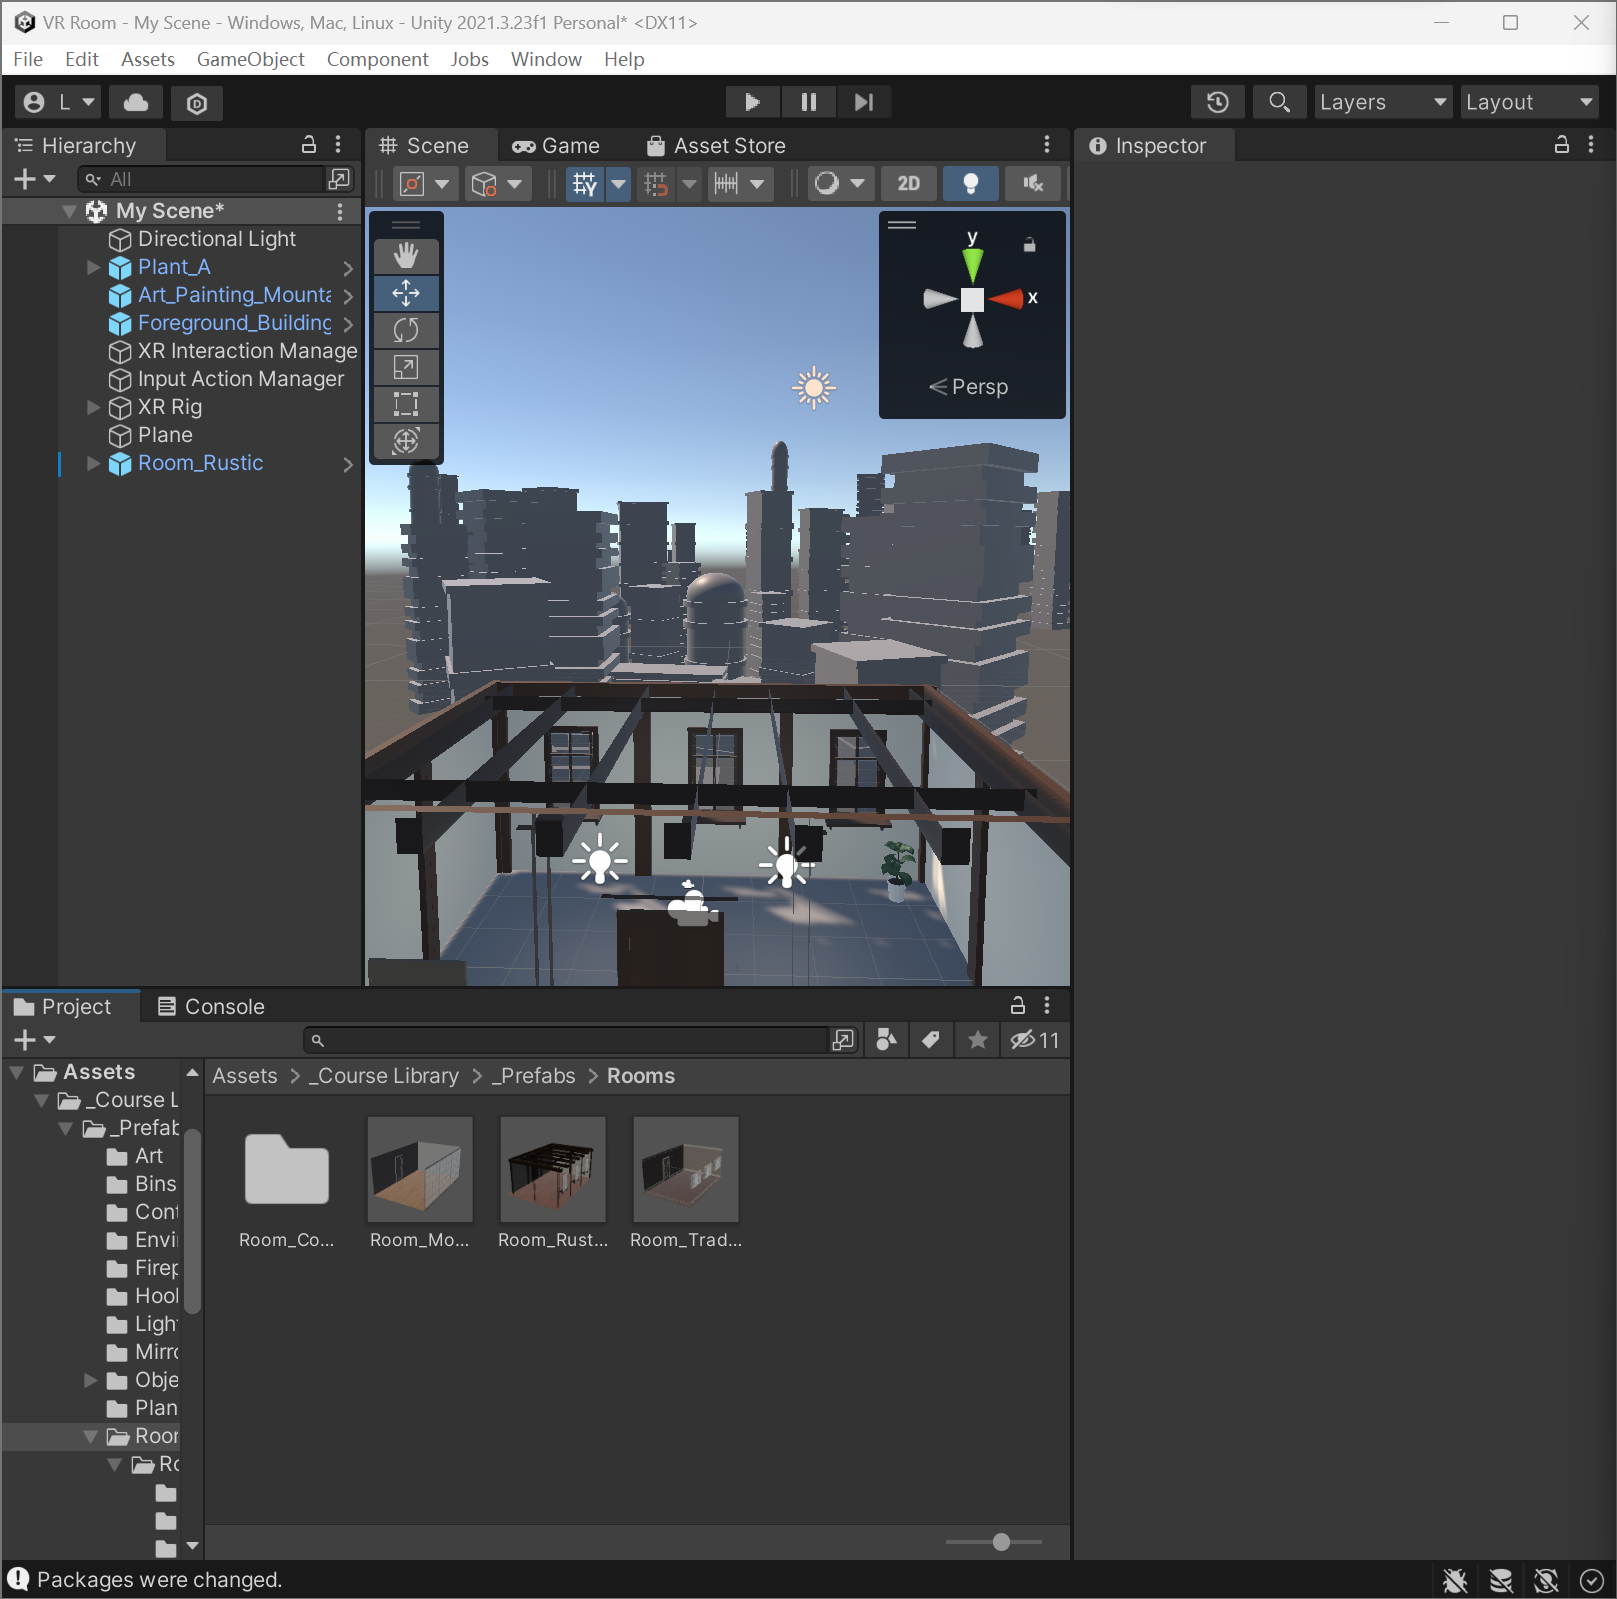 VR Room - My Scene - Windows, Mac, Linux - Unity 2021.3.23f1 Personal* <DX11>
File Edit Assets GameObject Component Jobs Window Help
L Layers Layout
Hierarchy
All
My Scene*
Directional Light
Plant_A
Art_Painting_Mounta
Foreground_Building
XR Interaction Manage
Input Action Manager
XR Rig
Plane
Room_Rustic
Scene Game Asset Store
2D
y
x
Persp
Inspector
Project Console
11
Assets
_Course L
_Prefab
Art
Bins
Cont
Envi
Firep
Hool
Light
Mirro
Obje
Plan
Roor
Ro
Assets > _Course Library > _Prefabs > Rooms
Room_Co... Room_Mo... Room_Rust... Room_Trad...
Packages were changed.